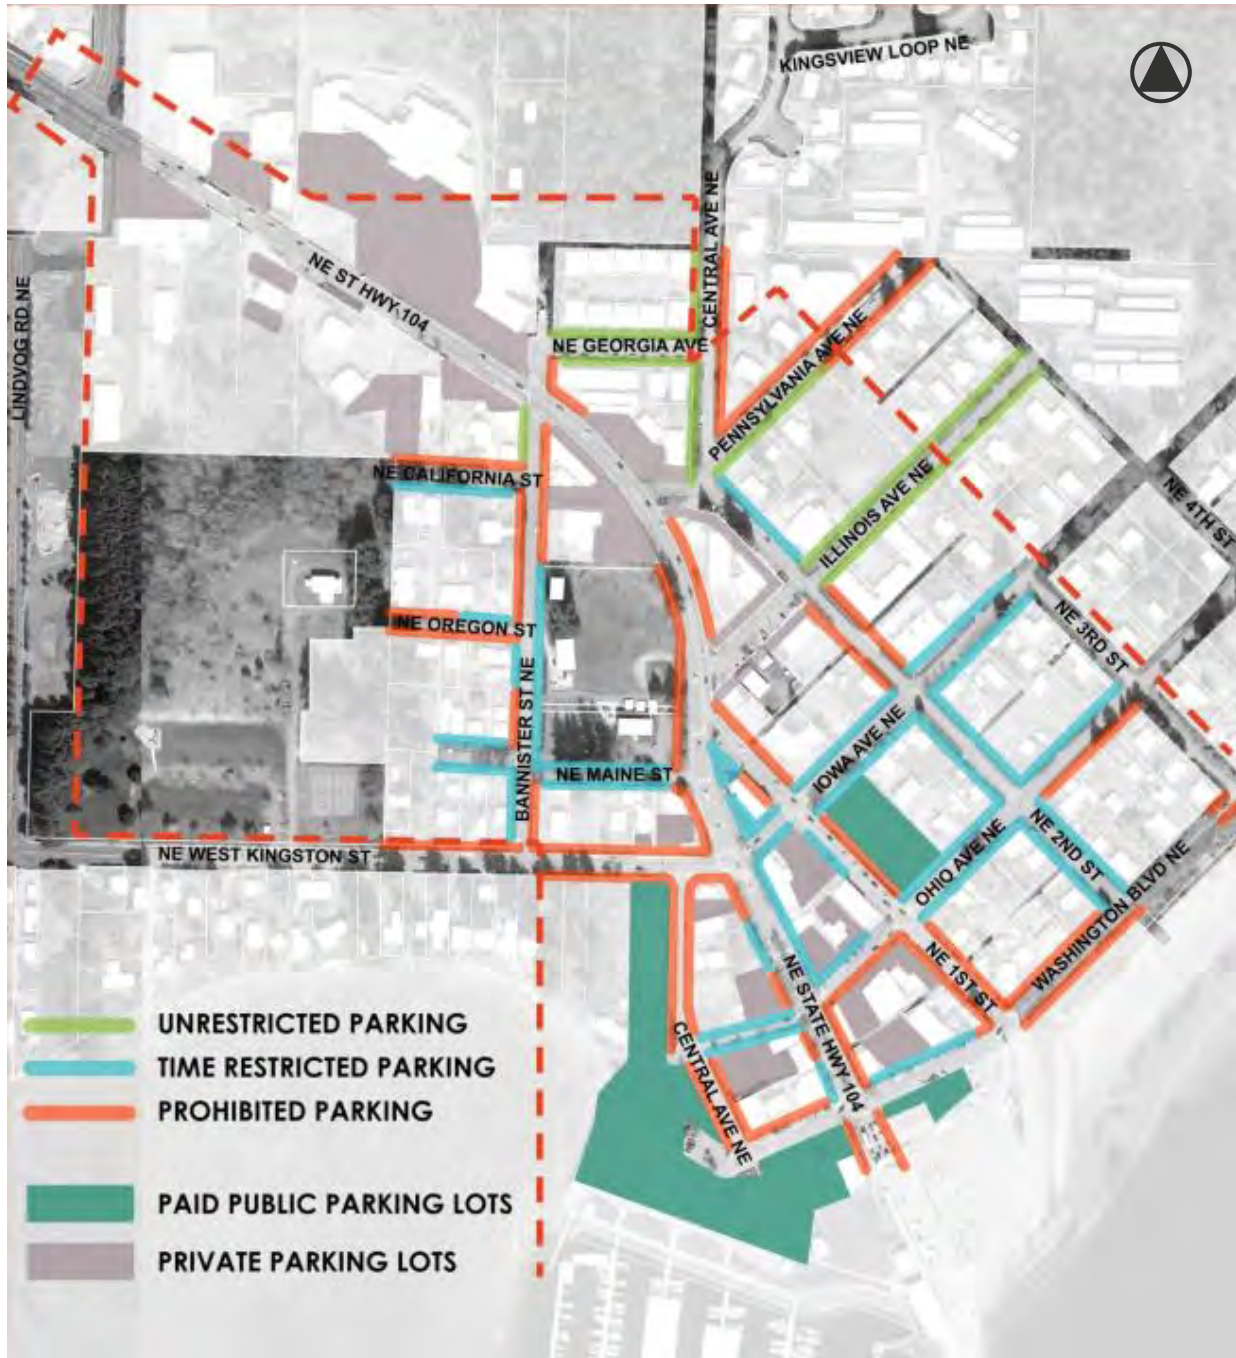 KINGSVIEW LOOP NE
CENTRAL AVE NE
NE ST HWY 104
LINDVOG RD NE
NE GEORGIA AVE
PENNSYLVANIA AVE NE
NE CALIFORNIA ST
ILLINOIS AVE NE
NE 4TH ST
NE OREGON ST
NE 3RD ST
BANNISTER ST NE
IOWA AVE NE
NE MAINE ST
NE WEST KINGSTON ST
OHIO AVE NE
NE 2ND ST
WASHINGTON BLVD NE
NE 1ST ST
NE STATE HWY 104
CENTRAL AVE NE
UNRESTRICTED PARKING
TIME RESTRICTED PARKING
PROHIBITED PARKING
PAID PUBLIC PARKING LOTS
PRIVATE PARKING LOTS